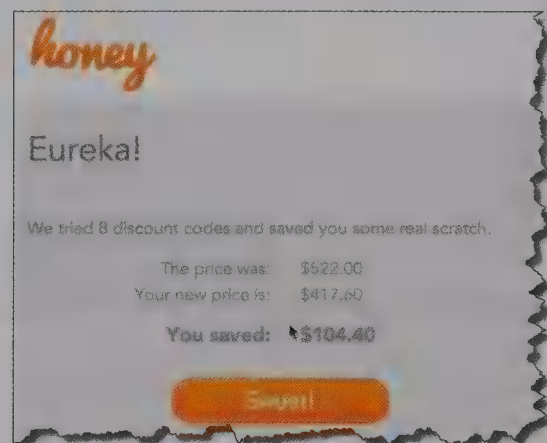 honey
Eureka!
We tried 8 discount codes and saved you some real scratch.
The price was: $522.00
Your new price is: $417.60
You saved: $104.40